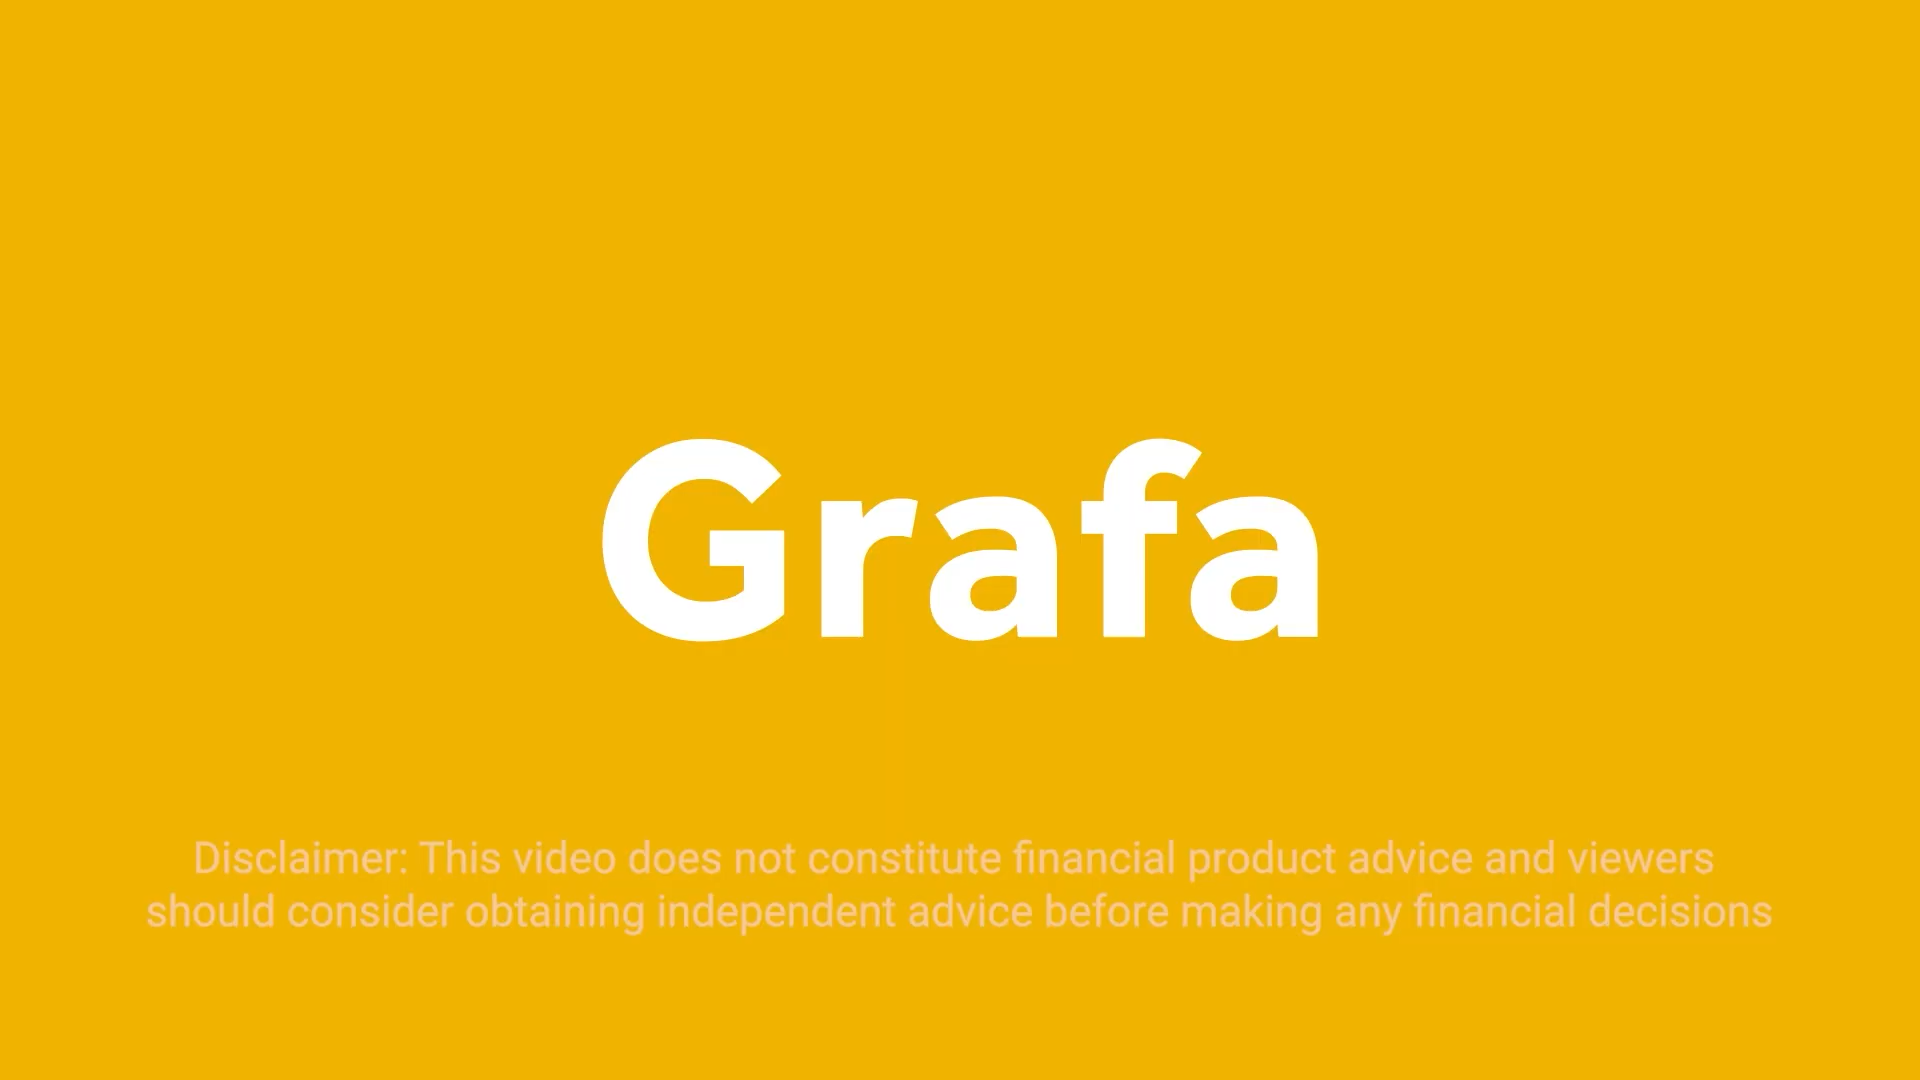 Grafa
Disclaimer: This video does not constitute financial product advice and viewers
should consider obtaining independent advice before making any financial decisions